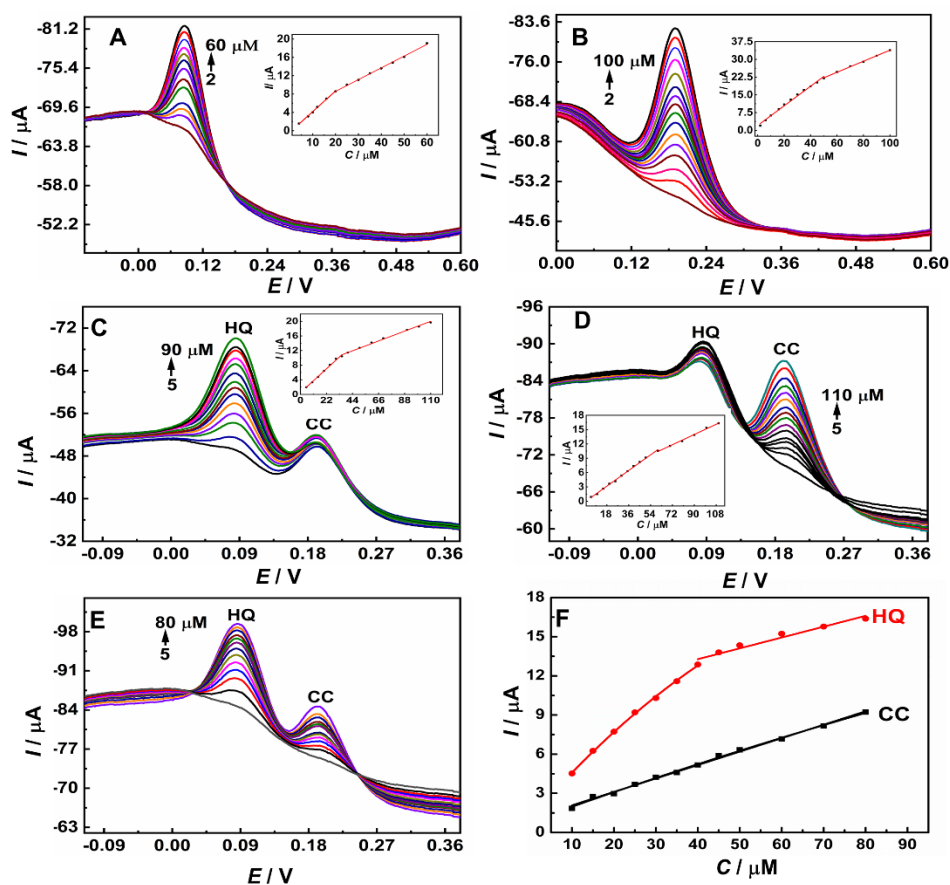 A
-81.2
-75.4
-69.6
-63.8
-58.0
-52.2
I / μA
60 μM
2
20
16
12
8
4
0
I / μA
10 20 30 40 50 60
C / μM
0.00 0.12 0.24 0.36 0.48 0.60
E / V
B
-83.6
-76.0
-68.4
-60.8
-53.2
-45.6
I / μA
100 μM
2
37.5
30.0
22.5
15.0
7.5
0.0
I / μA
0 20 40 60 80 100
C / μM
0.00 0.12 0.24 0.36 0.48 0.60
E / V
C
-72
-64
-56
-48
-40
-32
I / μA
HQ
90 μM
5
CC
20
16
12
8
4
0
I / μA
0 22 44 66 88 110
C / μM
-0.09 0.00 0.09 0.18 0.27 0.36
E / V
D
-96
-90
-84
-78
-72
-66
-60
I / μA
HQ
CC
110 μM
5
18
15
12
9
6
3
0
I / μA
18 36 54 72 90 108
C / μM
-0.09 0.00 0.09 0.18 0.27 0.36
E / V
E
-98
-91
-84
-77
-70
-63
I / μA
80 μM
5
HQ
CC
-0.09 0.00 0.09 0.18 0.27 0.36
E / V
F
18
15
12
9
6
3
0
I / μA
HQ
CC
10 20 30 40 50 60 70 80 90
C / μM